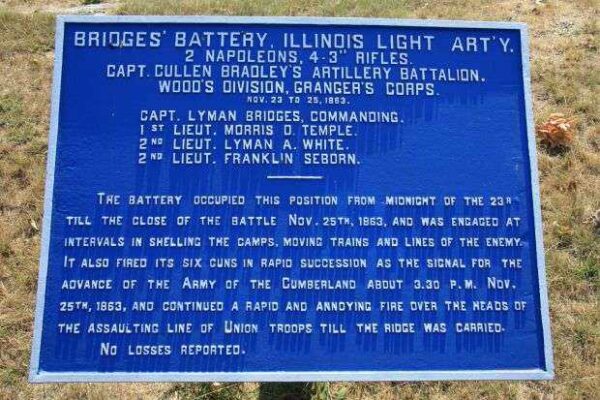 BRIDGES' BATTERY, ILLINOIS LIGHT ART'Y.
2 NAPOLEONS, 4-3" RIFLES.
CAPT. CULLEN BRADLEY'S ARTILLERY BATTALION,
WOOD'S DIVISION, GRANGER'S CORPS.
NOV. 23 TO 25, 1863.
CAPT. LYMAN BRIDGES, COMMANDING.
1ST LIEUT. MORRIS D. TEMPLE.
2ND LIEUT. LYMAN A. WHITE.
2ND LIEUT. FRANKLIN SEBORN.
THE BATTERY OCCUPIED THIS POSITION FROM MIDNIGHT OF THE 23R
TILL THE CLOSE OF THE BATTLE NOV. 25TH, 1863, AND WAS ENGAGED AT
INTERVALS IN SHELLING THE CAMPS, MOVING TRAINS AND LINES OF THE ENEMY.
IT ALSO FIRED ITS SIX GUNS IN RAPID SUCCESSION AS THE SIGNAL FOR THE
ADVANCE OF THE ARMY OF THE CUMBERLAND ABOUT 3.30 P.M. NOV.
25TH, 1863, AND CONTINUED A RAPID AND ANNOYING FIRE OVER THE HEADS OF
THE ASSAULTING LINE OF UNION TROOPS TILL THE RIDGE WAS CARRIED.
NO LOSSES REPORTED.